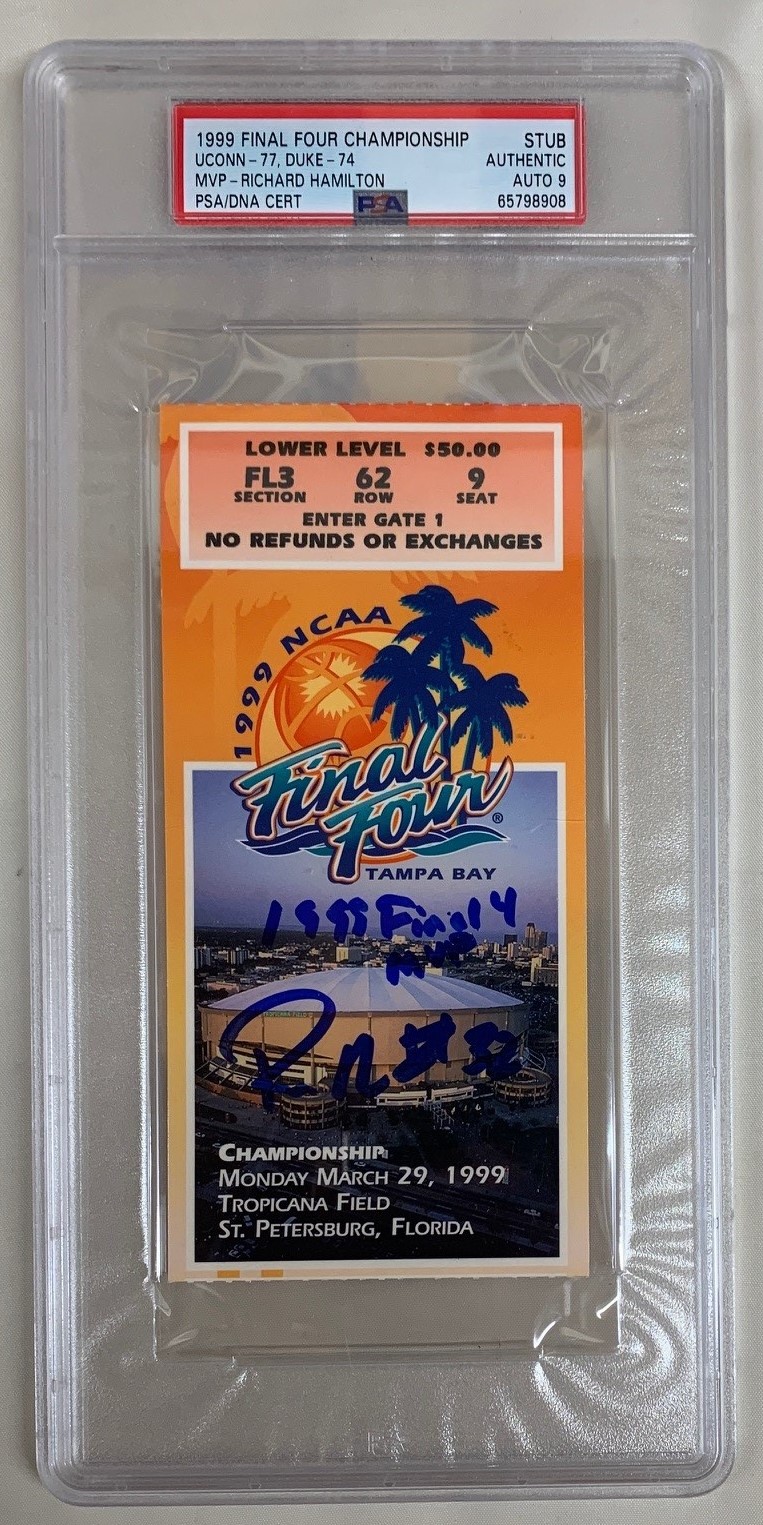 1999 FINAL FOUR CHAMPIONSHIP STUB
UCONN - 77, DUKE - 74 AUTHENTIC
MVP - RICHARD HAMILTON AUTO 9
PSA/DNA CERT PSA 65798908
LOWER LEVEL $50.00
FL3 62 9
SECTION ROW SEAT
ENTER GATE 1
NO REFUNDS OR EXCHANGES
1999 NCAA
Final
Four®
TAMPA BAY
1999 Final 4
MVP
#32
TROPICANA FIELD
CHAMPIONSHIP
MONDAY MARCH 29, 1999
TROPICANA FIELD
ST. PETERSBURG, FLORIDA